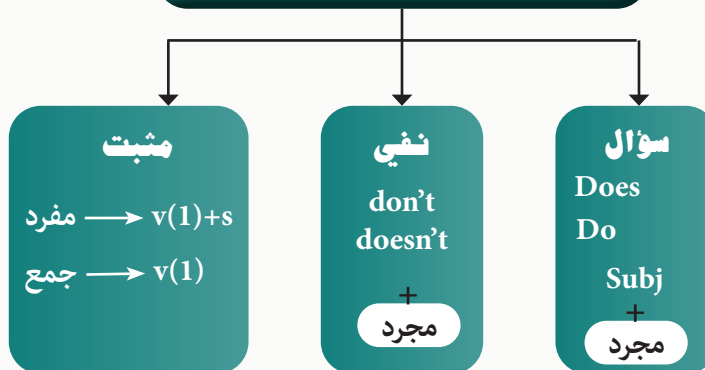 مثبت
مفرد ⟶ v(1)+s
جمع ⟶ v(1)
نفي
don't
doesn't
+
مجرد
سؤال
Does
Do
Subj
+
مجرد